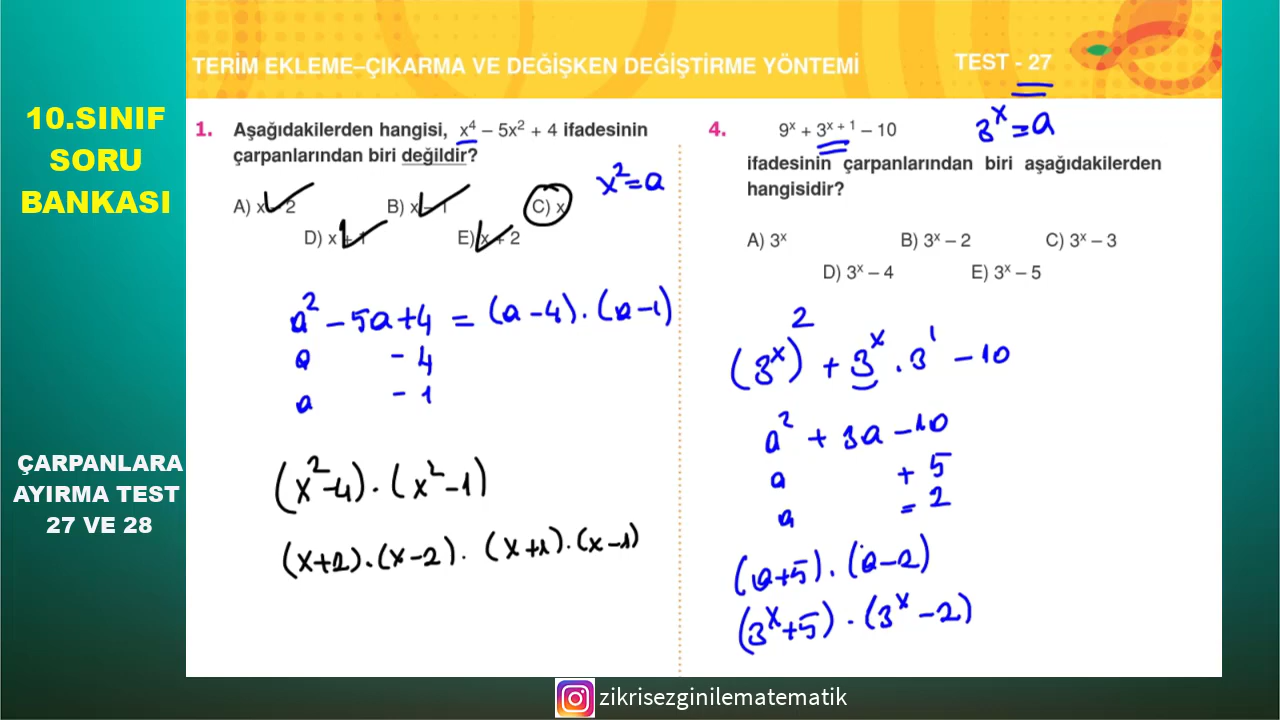 10.SINIF
SORU
BANKASI
ÇARPANLARA
AYIRMA TEST
27 VE 28
TERİM EKLEME–ÇIKARMA VE DEĞİŞKEN DEĞİŞTİRME YÖNTEMİ
TEST - 27
1. Aşağıdakilerden hangisi, x⁴ – 5x² + 4 ifadesinin
çarpanlarından biri değildir?
x² = a
A) x – 2 B) x – 1 C) x
D) x + 1 E) x + 2
a² – 5a + 4 = (a – 4) . (a – 1)
a – 4
a – 1
(x² – 4) . (x² – 1)
(x+2) . (x – 2) . (x+1) . (x – 1)
4. 9ˣ + 3ˣ ⁺ ¹ – 10
3ˣ = a
ifadesinin çarpanlarından biri aşağıdakilerden
hangisidir?
A) 3ˣ B) 3ˣ – 2 C) 3ˣ – 3
D) 3ˣ – 4 E) 3ˣ – 5
(3ˣ)² + 3ˣ . 3¹ – 10
a² + 3a – 10
a + 5
a – 2
(a+5) . (a – 2)
(3ˣ+5) . (3ˣ – 2)
zikrisezginilematematik